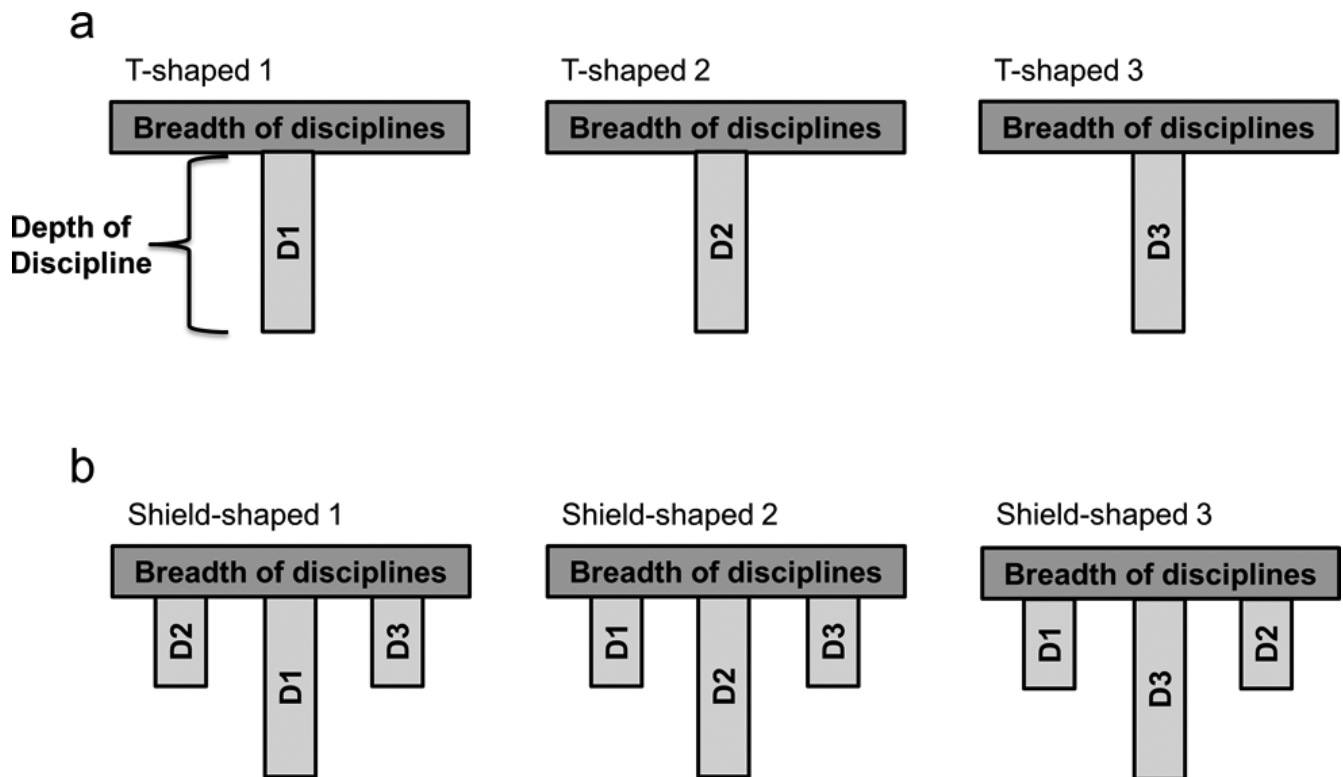 a
T-shaped 1
T-shaped 2
T-shaped 3
Breadth of disciplines
Breadth of disciplines
Breadth of disciplines
Depth of
Discipline
D1
D2
D3
b
Shield-shaped 1
Shield-shaped 2
Shield-shaped 3
Breadth of disciplines
Breadth of disciplines
Breadth of disciplines
D2
D1
D3
D1
D2
D3
D1
D3
D2